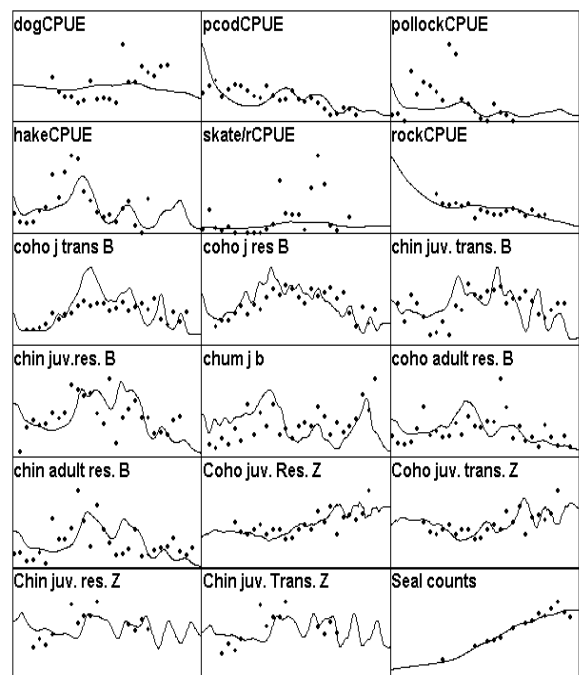 dogCPUE
pcodCPUE
pollockCPUE
hakeCPUE
skate/rCPUE
rockCPUE
coho j trans B
coho j res B
chin juv. trans. B
chin juv.res. B
chum j b
coho adult res. B
chin adult res. B
Coho juv. Res. Z
Coho juv. trans. Z
Chin juv. res. Z
Chin juv. Trans. Z
Seal counts